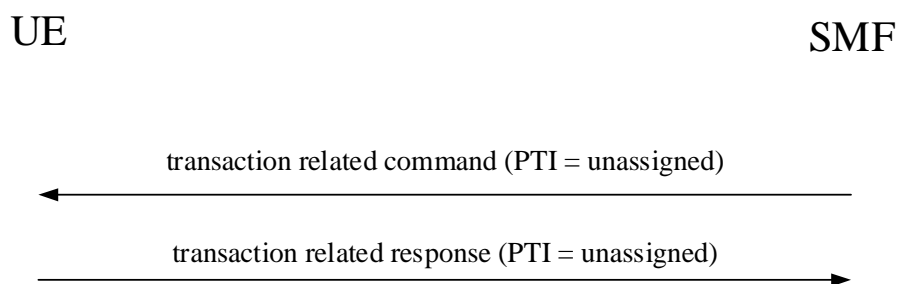 UE
SMF
transaction related command (PTI = unassigned)
transaction related response (PTI = unassigned)